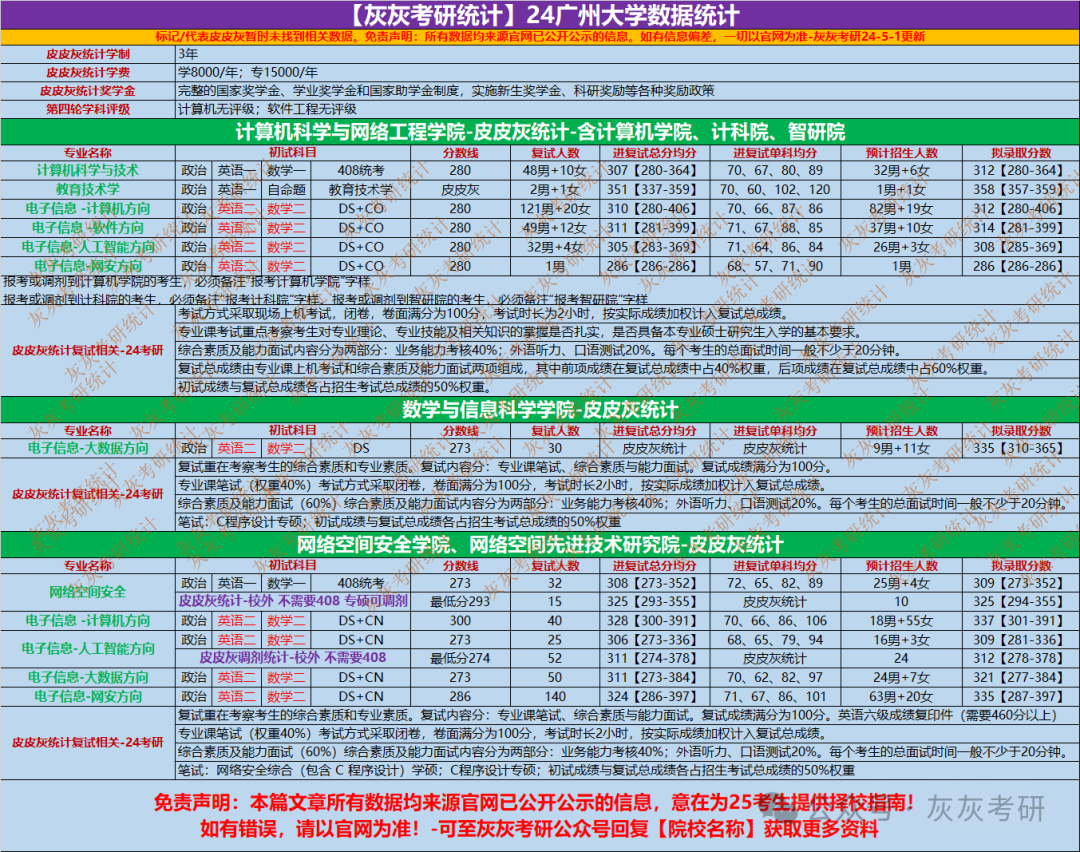 【灰灰考研统计】24广州大学数据统计
标记/代表皮皮灰暂时未找到相关数据。免责声明：所有数据均来源官网已公开公示的信息。如有信息偏差，一切以官网为准-灰灰考研24-5-1更新
皮皮灰统计学制 3年
皮皮灰统计学费 学8000/年；专15000/年
皮皮灰统计奖学金 完整的国家奖学金、学业奖学金和国家助学金制度，实施新生奖学金、科研奖励等各种奖励政策
第四轮学科评级 计算机无评级；软件工程无评级
计算机科学与网络工程学院-皮皮灰统计-含计算机学院、计科院、智研院
专业名称 初试科目 分数线 复试人数 进复试总分均分 进复试单科均分 预计招生人数 拟录取分数
计算机科学与技术 政治 英语一 数学一 408统考 280 48男+10女 307【280-364】 70、67、80、89 32男+6女 312【280-364】
教育技术学 政治 英语一 自命题 教育技术学 皮皮灰 2男+1女 351【337-359】 70、60、102、120 1男+1女 358【357-359】
电子信息 -计算机方向 政治 英语二 数学二 DS+CO 280 121男+20女 310【280-406】 70、66、87、86 82男+19女 312【280-406】
电子信息 -软件方向 政治 英语二 数学二 DS+CO 280 49男+12女 311【281-399】 71、67、88、85 37男+10女 314【281-399】
电子信息-人工智能方向 政治 英语二 数学二 DS+CO 280 32男+4女 305【283-369】 71、64、86、84 26男+3女 308【285-369】
电子信息-网安方向 政治 英语二 数学二 DS+CO 280 1男 286【286-286】 68、57、71、90 1男 286【286-286】
报考或调剂到计算机学院的考生，必须备注"报考计算机学院"字样
报考或调剂到计科院的考生，必须备注"报考计科院"字样。报考或调剂到智研院的考生，必须备注"报考智研院"字样
皮皮灰统计复试相关-24考研
考试方式采取现场上机考试，闭卷，卷面满分为100分，考试时长为2小时，按实际成绩加权计入复试总成绩。
专业课考试重点考察考生对专业理论、专业技能及相关知识的掌握是否扎实，是否具备本专业硕士研究生入学的基本要求。
综合素质及能力面试内容分为两部分：业务能力考核40%；外语听力、口语测试20%。每个考生的总面试时间一般不少于20分钟。
复试总成绩由专业课上机考试和综合素质及能力面试两项组成，其中前项成绩在复试总成绩中占40%权重，后项成绩在复试总成绩中占60%权重。
初试成绩与复试总成绩各占招生考试总成绩的50%权重。
数学与信息科学学院-皮皮灰统计
专业名称 初试科目 分数线 复试人数 进复试总分均分 进复试单科均分 预计招生人数 拟录取分数
电子信息-大数据方向 政治 英语二 数学二 DS 273 30 皮皮灰统计 皮皮灰统计 9男+11女 335【310-365】
皮皮灰统计复试相关-24考研
复试重在考察考生的综合素质和专业素质。复试内容分：专业课笔试、综合素质与能力面试。复试成绩满分为100分。
专业课笔试（权重40%）考试方式采取闭卷，卷面满分为100分，考试时长2小时，按实际成绩加权计入复试总成绩。
综合素质及能力面试（60%）综合素质及能力面试内容分为两部分：业务能力考核40%；外语听力、口语测试20%。每个考生的总面试时间一般不少于20分钟。
笔试：C程序设计专硕；初试成绩与复试总成绩各占招生考试总成绩的50%权重
网络空间安全学院、网络空间先进技术研究院-皮皮灰统计
专业名称 初试科目 分数线 复试人数 进复试总分均分 进复试单科均分 预计招生人数 拟录取分数
网络空间安全 政治 英语一 数学一 408统考 273 32 308【273-352】 72、65、82、89 25男+4女 309【273-352】
皮皮灰统计-校外 不需要408 专硕可调剂 最低分293 15 325【293-355】 皮皮灰统计 10 325【294-355】
电子信息 -计算机方向 政治 英语二 数学二 DS+CN 300 40 328【300-391】 70、66、86、106 18男+55女 337【301-391】
电子信息-人工智能方向 政治 英语二 数学二 DS+CN 273 25 306【273-336】 68、65、79、94 16男+3女 309【281-336】
皮皮灰调剂统计-校外 不需要408 最低分274 52 311【274-378】 皮皮灰统计 24 312【278-378】
电子信息-大数据方向 政治 英语二 数学二 DS+CN 273 50 311【273-384】 70、62、82、97 24男+7女 321【277-384】
电子信息-网安方向 政治 英语二 数学二 DS+CN 286 140 324【286-397】 71、67、86、101 63男+20女 335【287-397】
皮皮灰统计复试相关-24考研
复试重在考察考生的综合素质和专业素质。复试内容分：专业课笔试、综合素质与能力面试。复试成绩满分为100分。英语六级成绩复印件（需要460分以上）
专业课笔试（权重40%）考试方式采取闭卷，卷面满分为100分，考试时长2小时，按实际成绩加权计入复试总成绩。
综合素质及能力面试（60%）综合素质及能力面试内容分为两部分：业务能力考核40%；外语听力、口语测试20%。每个考生的总面试时间一般不少于20分钟。
笔试：网络安全综合（包含 C 程序设计）学硕；C程序设计专硕；初试成绩与复试总成绩各占招生考试总成绩的50%权重
免责声明：本篇文章所有数据均来源官网已公开公示的信息，意在为25考生提供择校指南！
如有错误，请以官网为准！-可至灰灰考研公众号回复【院校名称】获取更多资料
公众号 灰灰考研